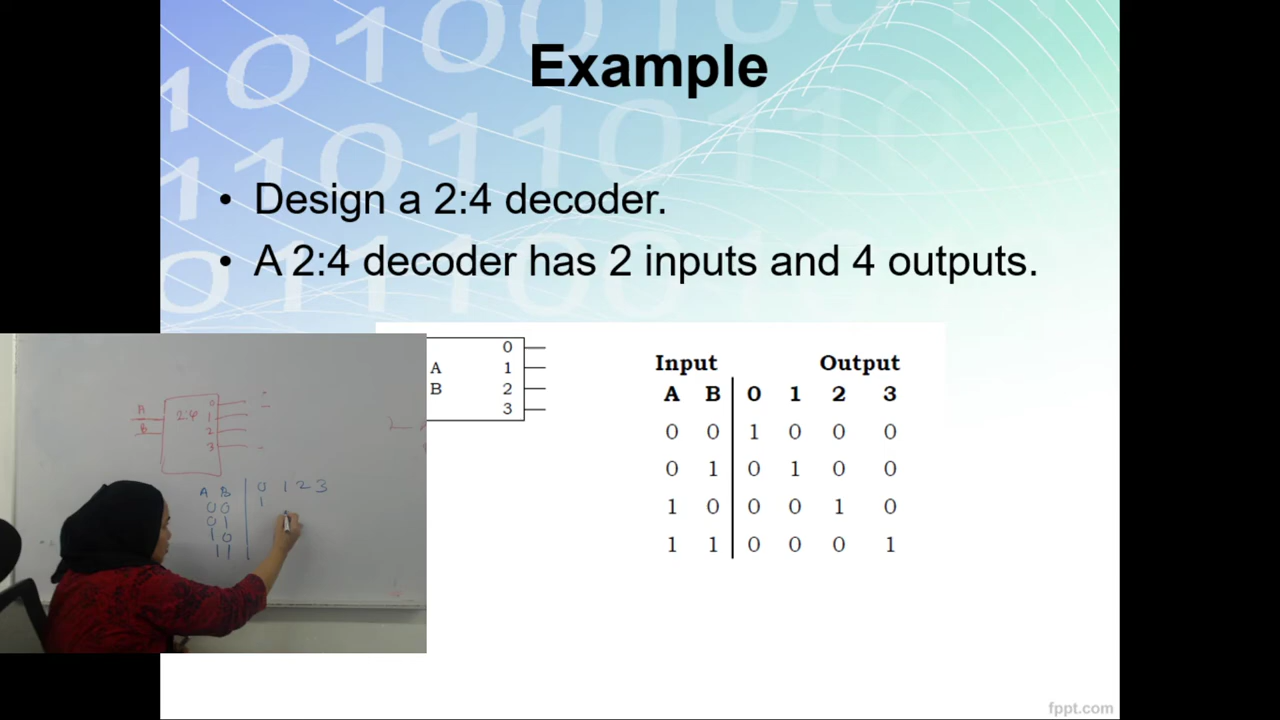 Example
• Design a 2:4 decoder.
• A 2:4 decoder has 2 inputs and 4 outputs.
0
A 1
B 2
3
Input Output
A B 0 1 2 3
0 0 1 0 0 0
0 1 0 1 0 0
1 0 0 0 1 0
1 1 0 0 0 1
A
B
2:4
0
1
2
3
A B 0 1 2 3
0 0 1
0 1
1 0
1 1
fppt.com